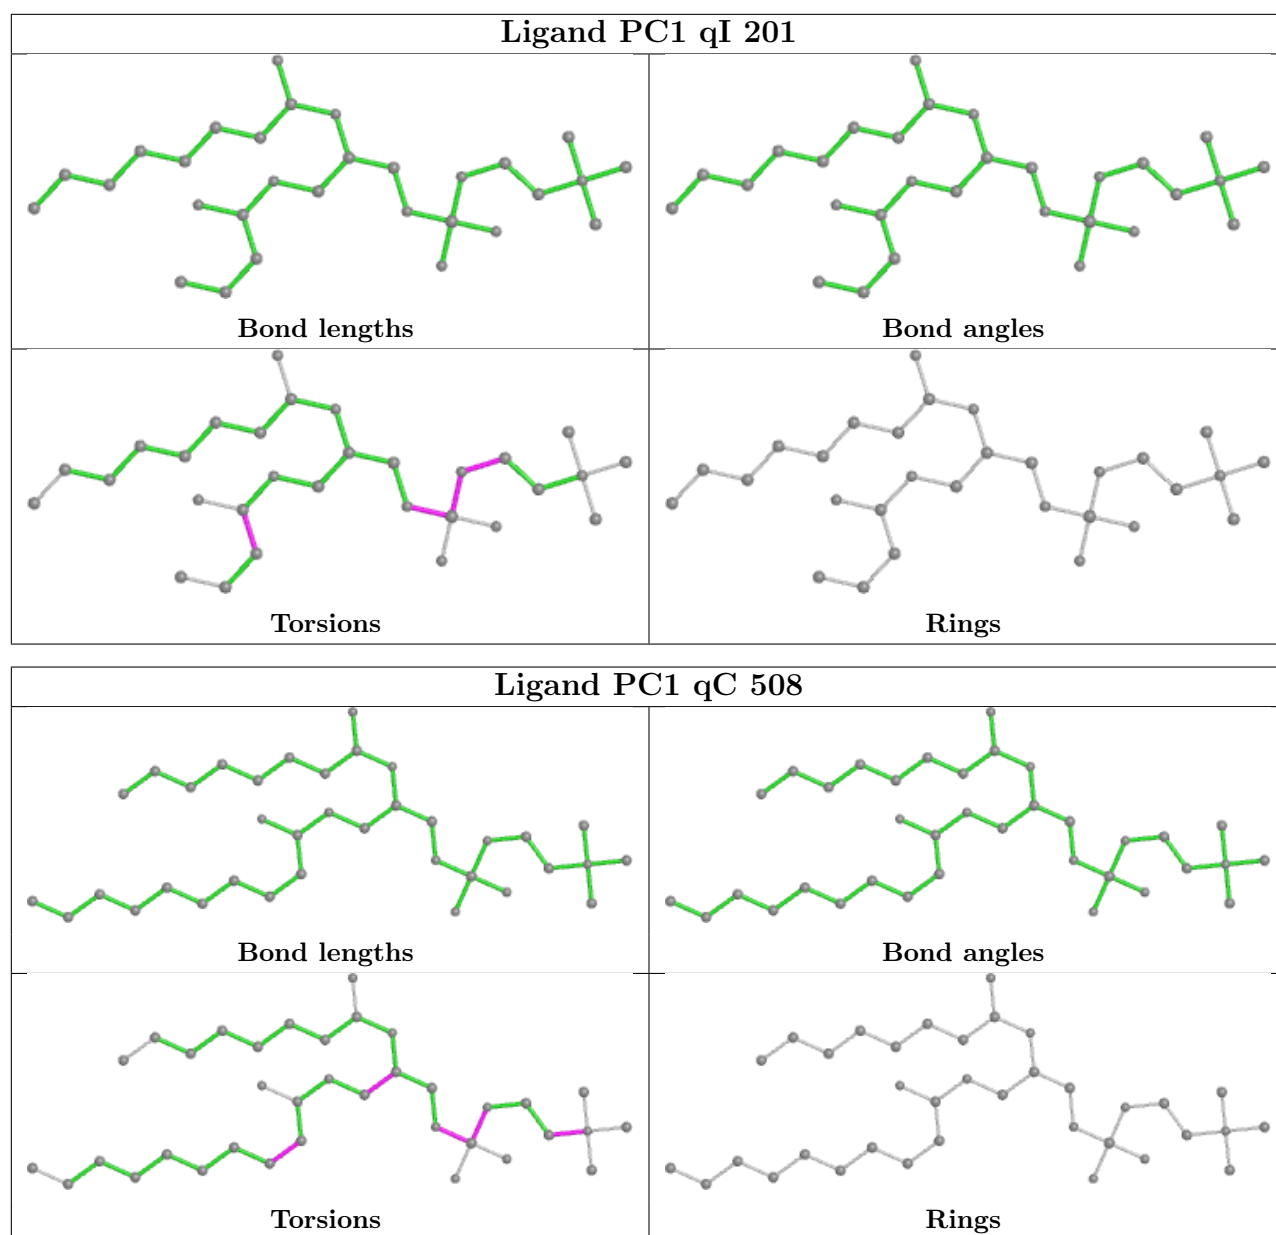 Ligand PC1 qI 201
Bond lengths
Bond angles
Torsions
Rings
Ligand PC1 qC 508
Bond lengths
Bond angles
Torsions
Rings